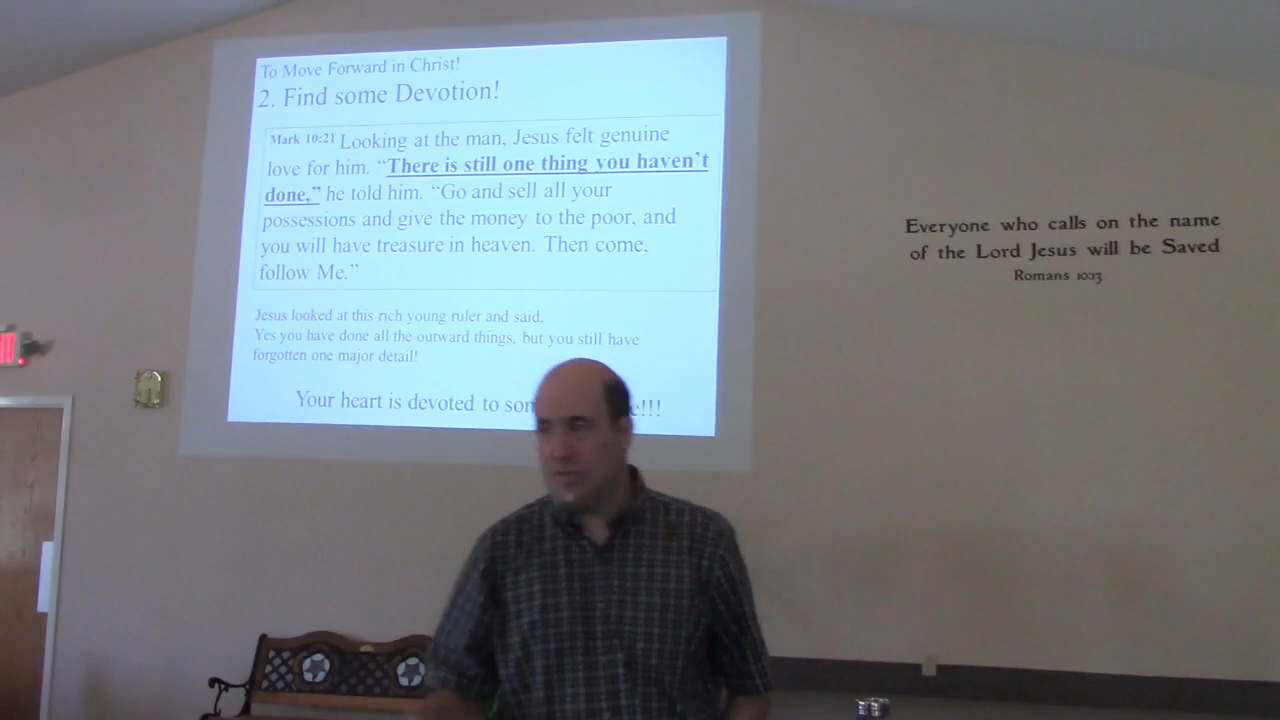 To Move Forward in Christ!
2. Find some Devotion!
Mark 10:21 Looking at the man, Jesus felt genuine
love for him. “There is still one thing you haven’t
done,” he told him. “Go and sell all your
possessions and give the money to the poor, and
you will have treasure in heaven. Then come,
follow Me.”
Jesus looked at this rich young ruler and said,
Yes you have done all the outward things, but you still have
forgotten one major detail!
Your heart is devoted to
Everyone who calls on the name
of the Lord Jesus will be Saved
Romans 10:13